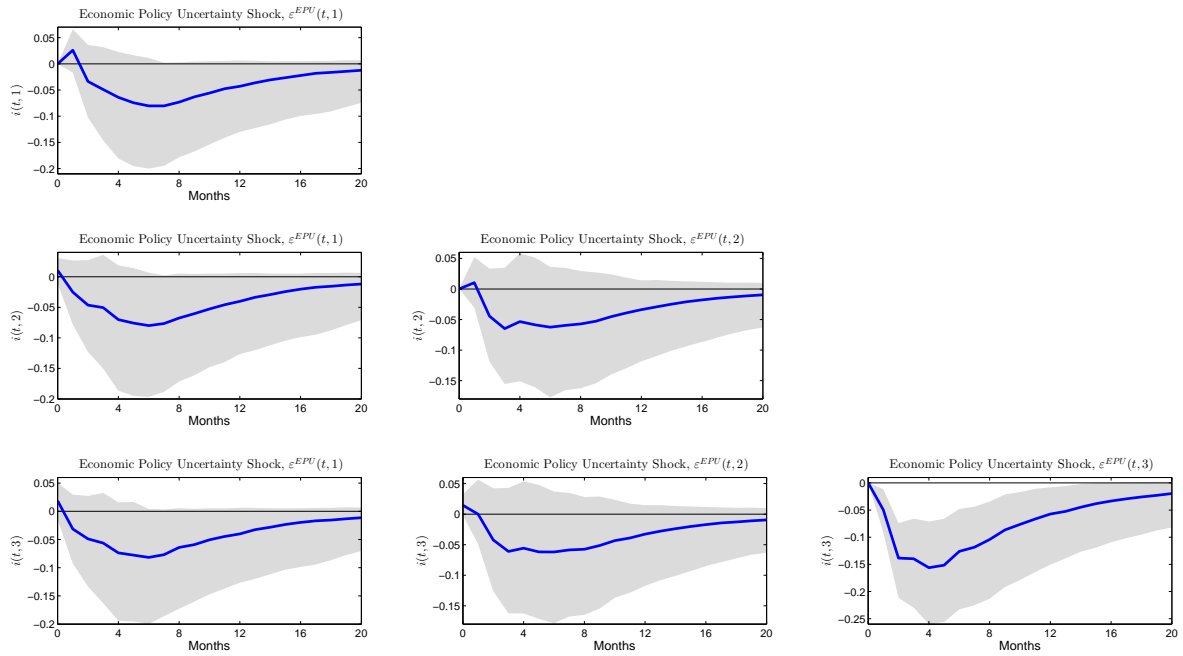 Economic Policy Uncertainty Shock, ε^{EPU}(t, 1)
i(t, 1)
0.05
0
−0.05
−0.1
−0.15
−0.2
0 4 8 12 16 20
Months
Economic Policy Uncertainty Shock, ε^{EPU}(t, 1)
i(t, 2)
0
−0.05
−0.1
−0.15
−0.2
0 4 8 12 16 20
Months
Economic Policy Uncertainty Shock, ε^{EPU}(t, 2)
i(t, 2)
0.05
0
−0.05
−0.1
−0.15
0 4 8 12 16 20
Months
Economic Policy Uncertainty Shock, ε^{EPU}(t, 1)
i(t, 3)
0.05
0
−0.05
−0.1
−0.15
−0.2
0 4 8 12 16 20
Months
Economic Policy Uncertainty Shock, ε^{EPU}(t, 2)
i(t, 3)
0.05
0
−0.05
−0.1
−0.15
0 4 8 12 16 20
Months
Economic Policy Uncertainty Shock, ε^{EPU}(t, 3)
i(t, 3)
0
−0.05
−0.1
−0.15
−0.2
−0.25
0 4 8 12 16 20
Months